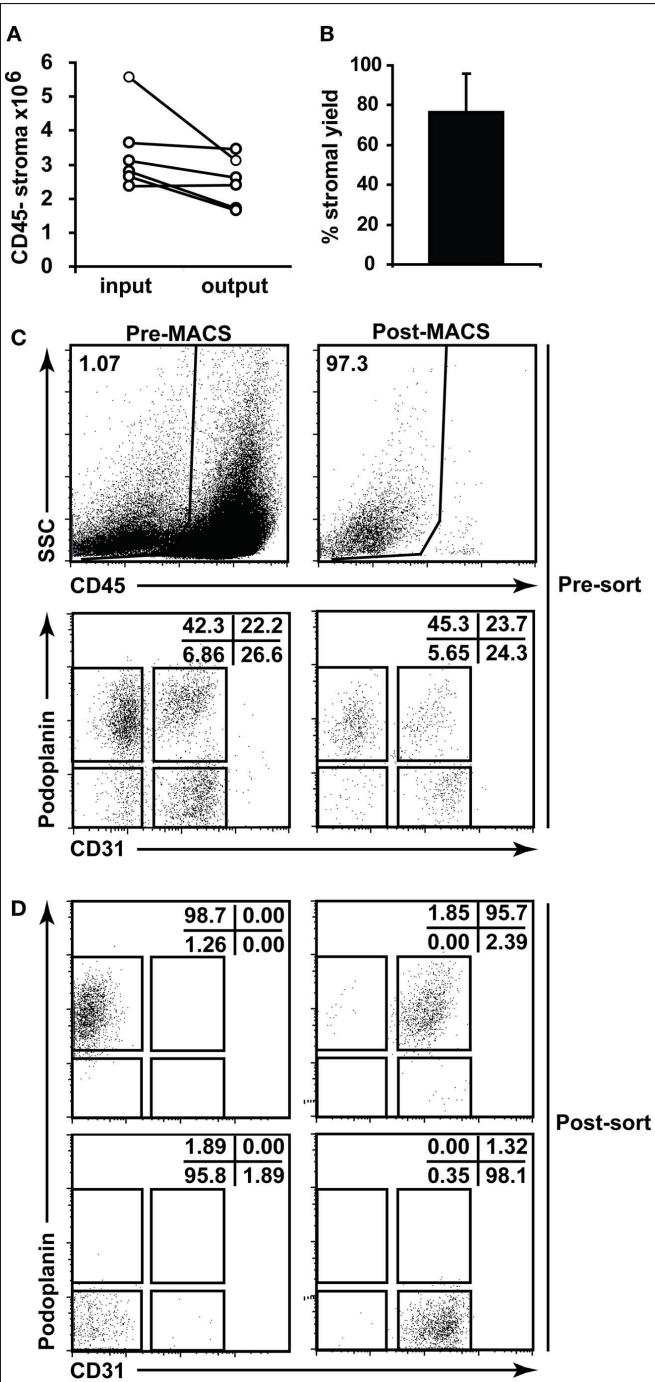 A
CD45- stroma x10⁶
6
5
4
3
2
1
0
input output
B
% stromal yield
100
80
60
40
20
0
C
Pre-MACS Post-MACS
1.07 97.3
SSC
CD45
Pre-sort
42.3 22.2
6.86 26.6
45.3 23.7
5.65 24.3
Podoplanin
CD31
D
98.7 0.00
1.26 0.00
1.85 95.7
0.00 2.39
Post-sort
1.89 0.00
95.8 1.89
0.00 1.32
0.35 98.1
Podoplanin
CD31